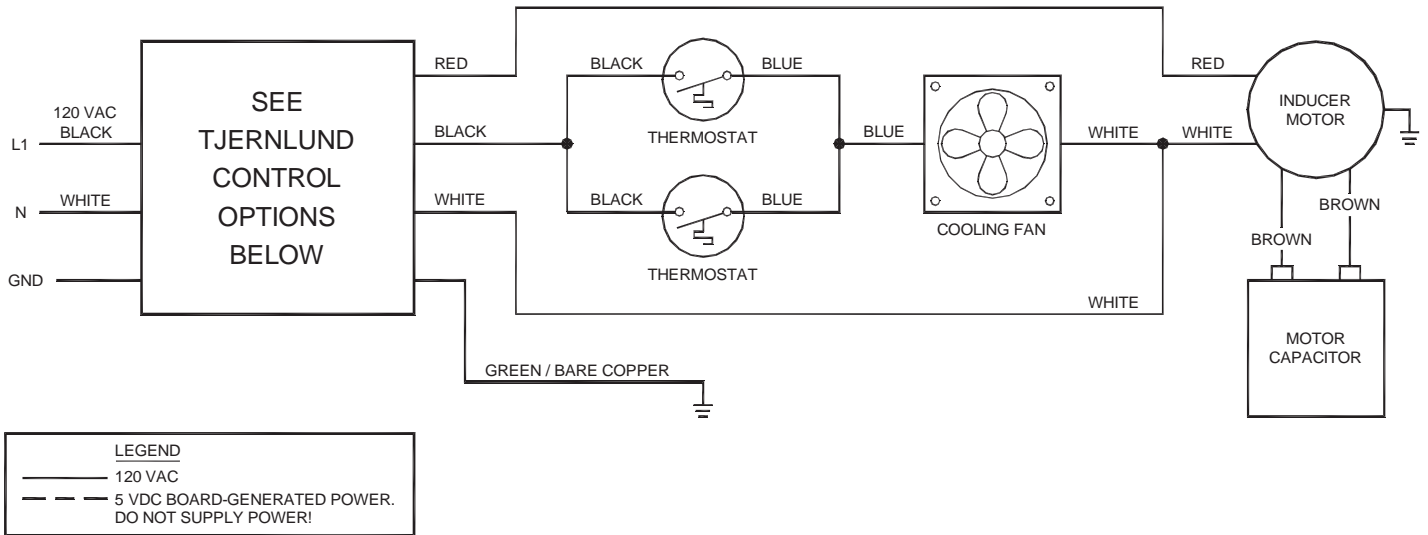 RED
BLACK
BLUE
RED
THERMOSTAT
INDUCER
MOTOR
SEE
TJERNLUND
CONTROL
OPTIONS
BELOW
120 VAC
L1
BLACK
BLACK
BLUE
WHITE
WHITE
N
WHITE
WHITE
BLACK
BLUE
COOLING FAN
THERMOSTAT
BROWN
BROWN
GND
WHITE
MOTOR
CAPACITOR
GREEN / BARE COPPER
LEGEND
120 VAC
5 VDC BOARD-GENERATED POWER.
DO NOT SUPPLY POWER!